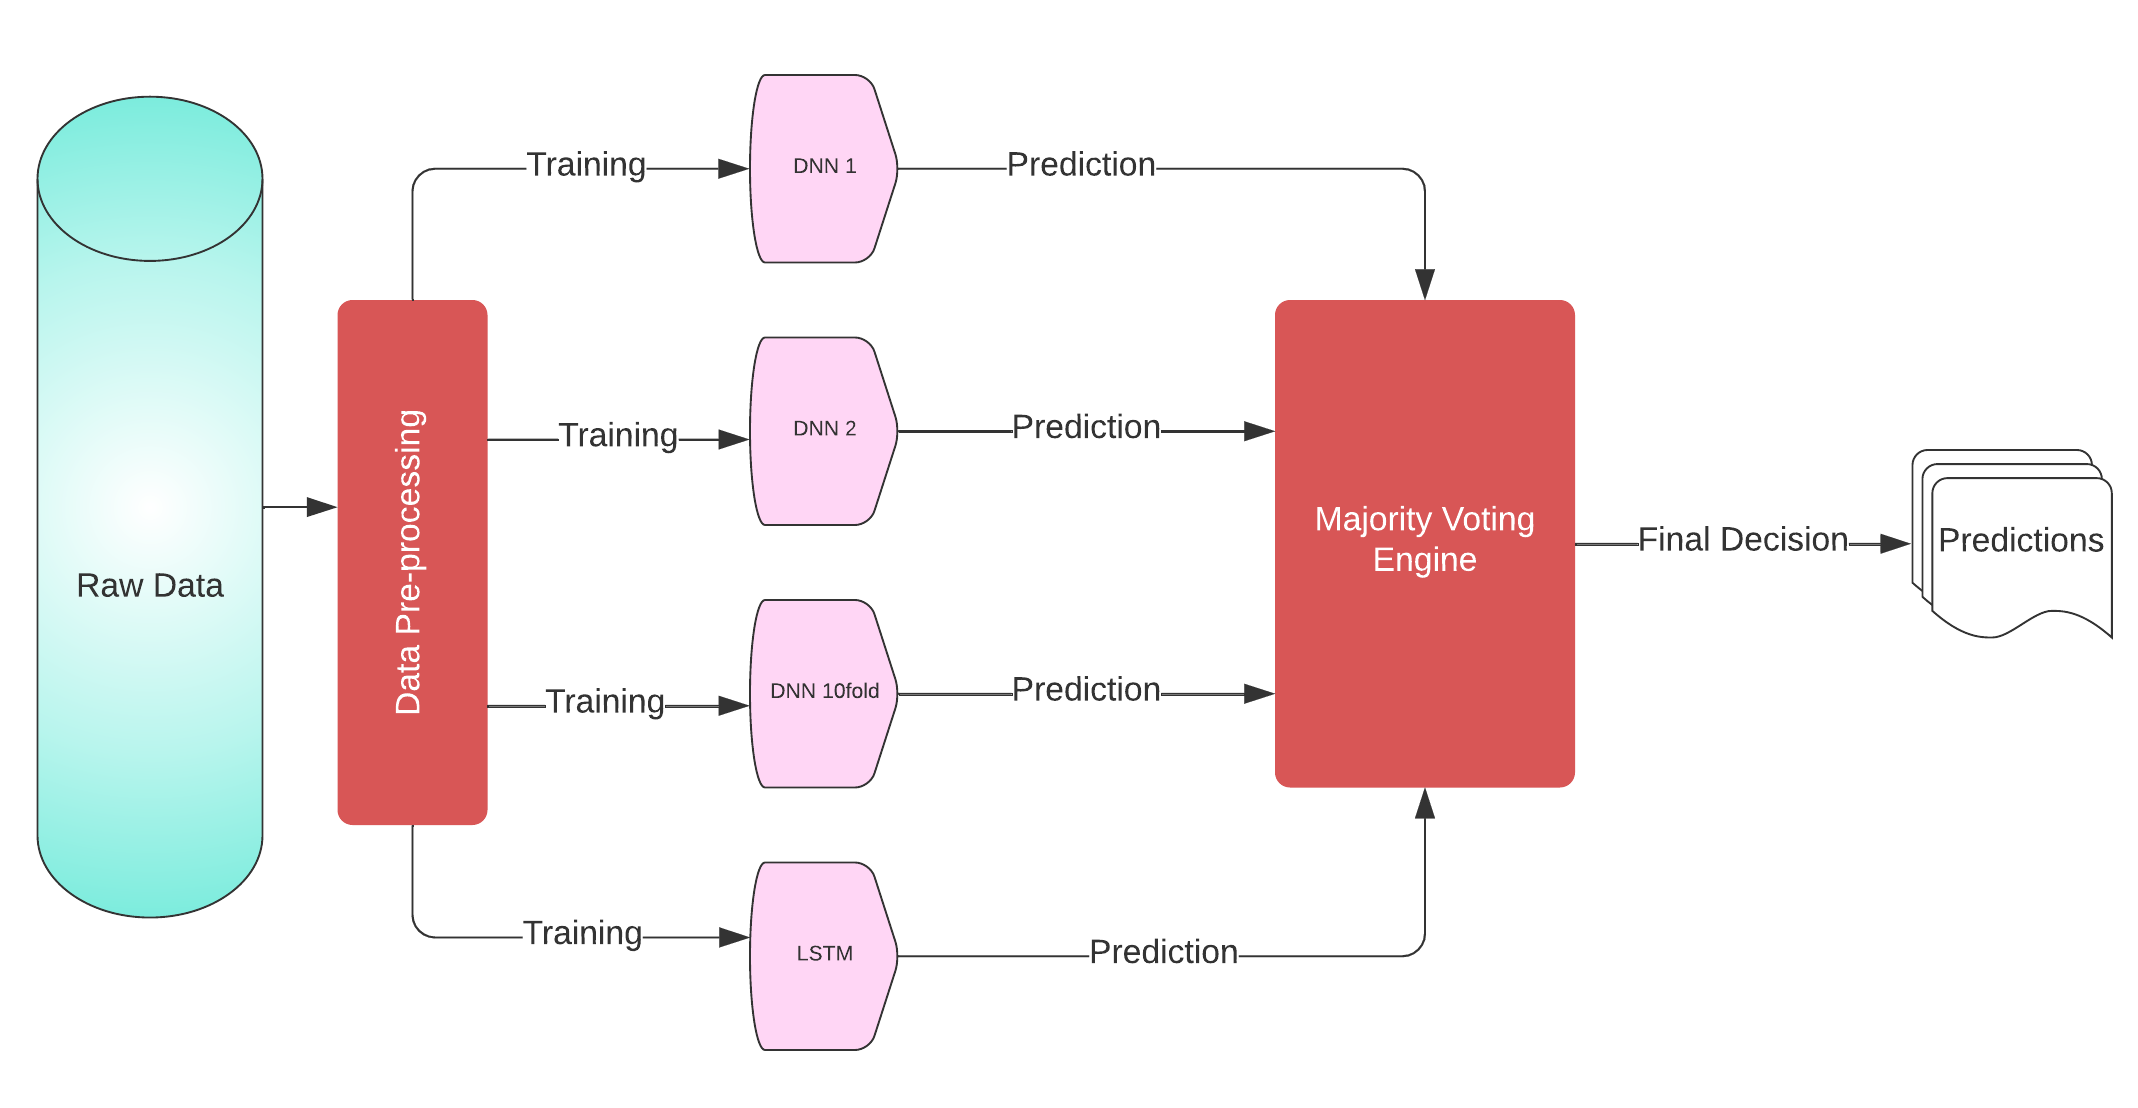 Raw Data
Data Pre-processing
Training
DNN 1
Prediction
Training
DNN 2
Prediction
Training
DNN 10fold
Prediction
Training
LSTM
Prediction
Majority Voting
Engine
Final Decision
Predictions